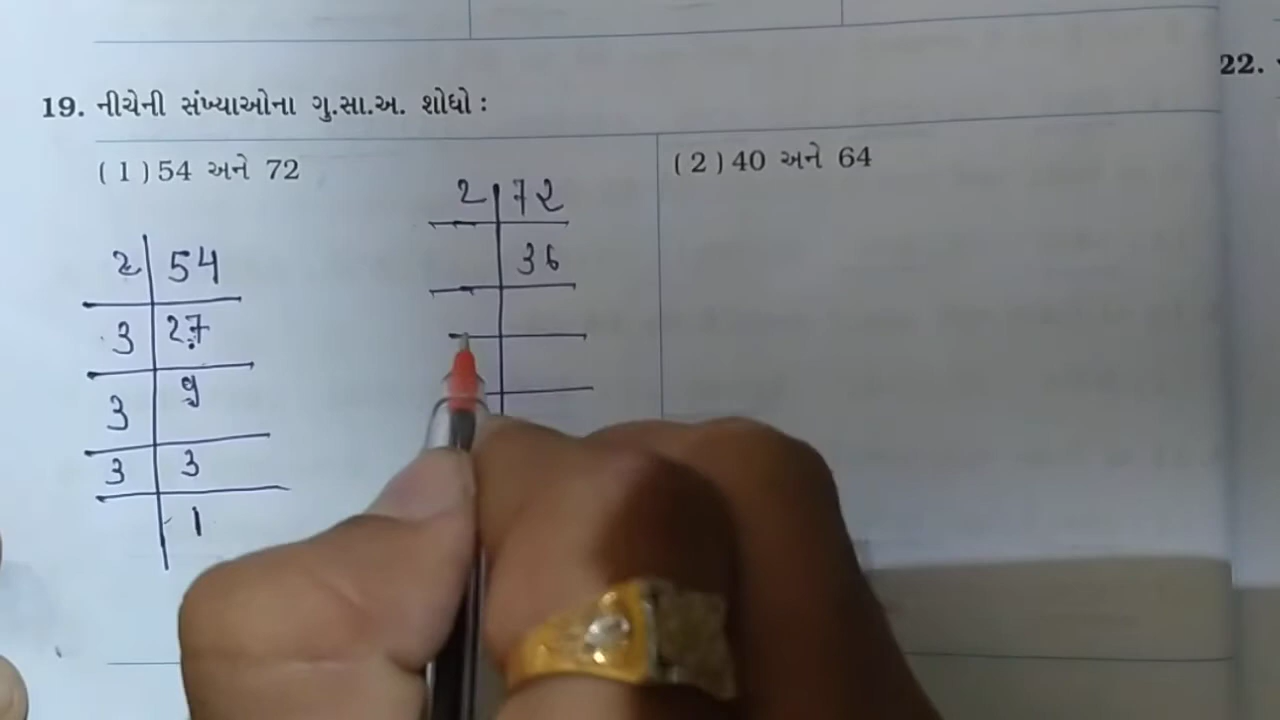 19. નીચેની સંખ્યાઓના ગુ.સા.અ. શોધો :
22.
(1) 54 અને 72
2 54
3 27
3 9
3 3
1
2 72
36
(2) 40 અને 64